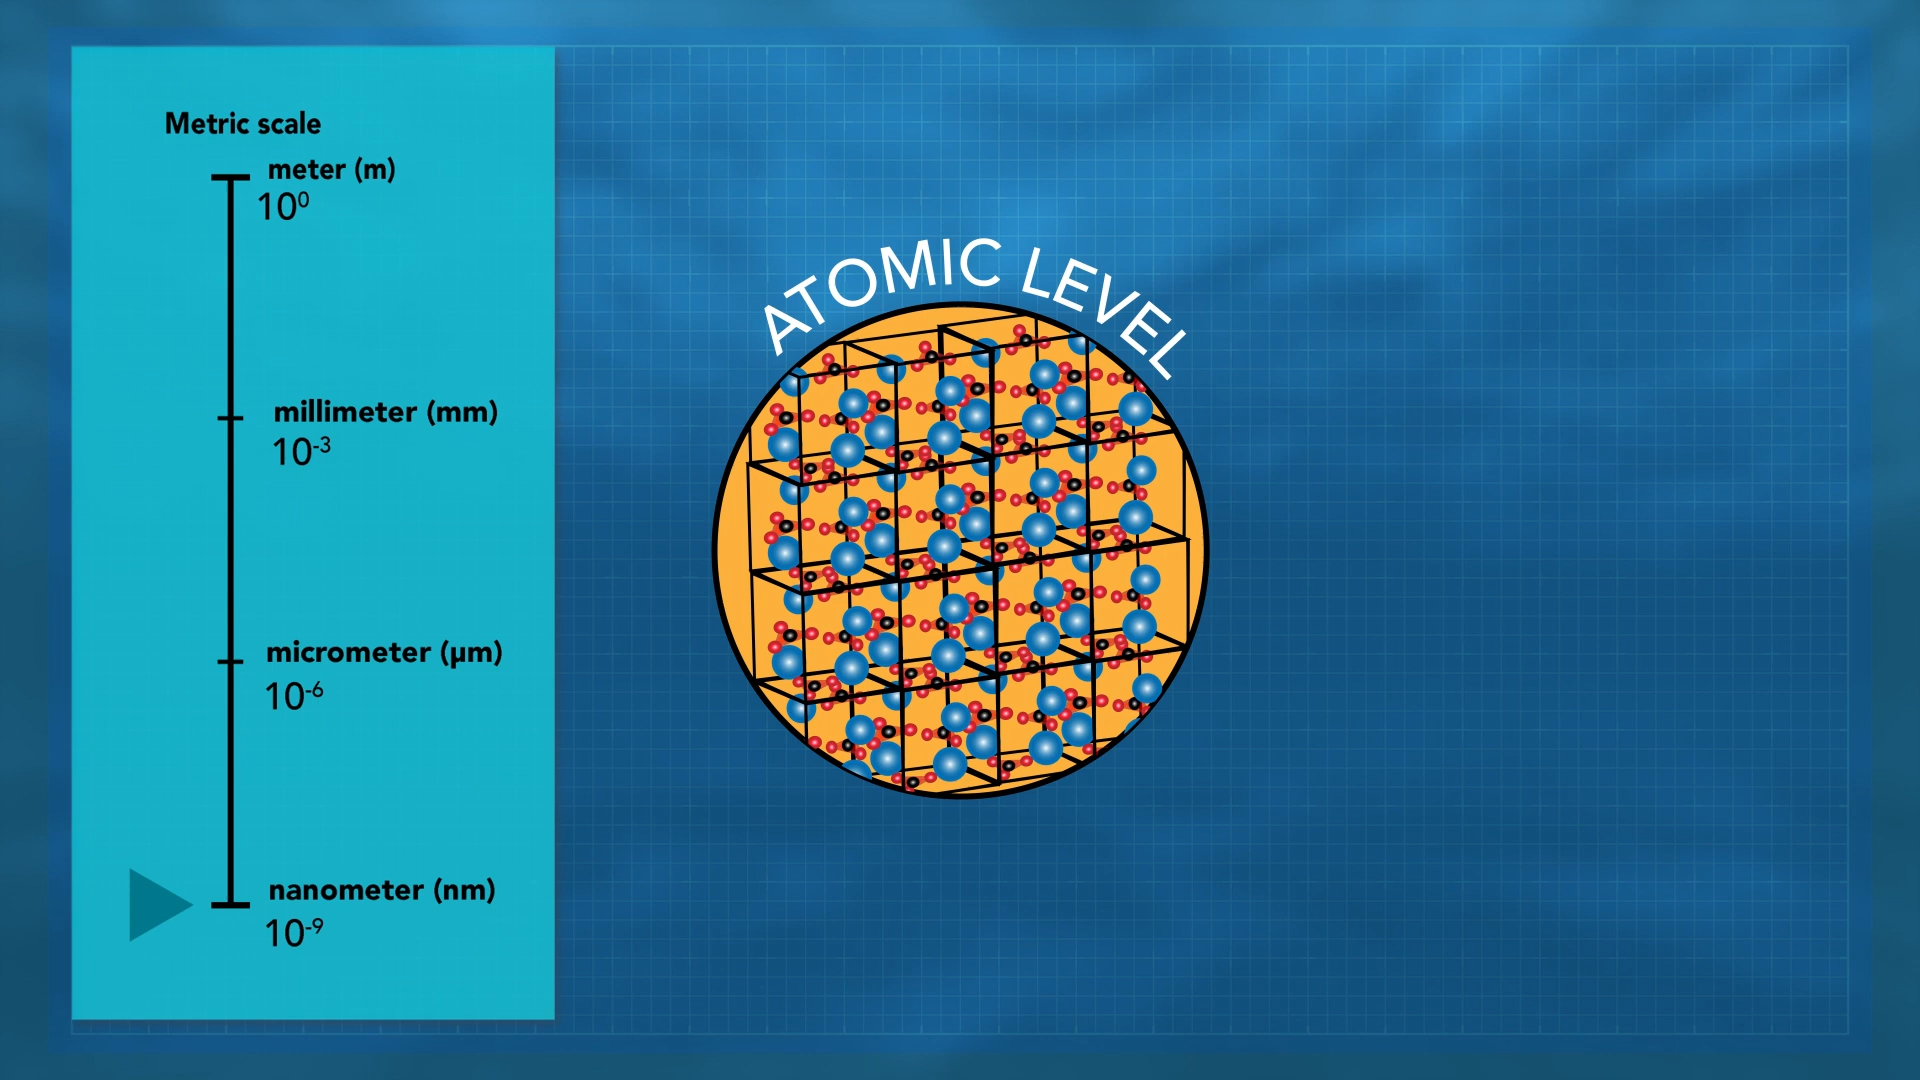 Metric scale
meter (m)
10⁰
millimeter (mm)
10⁻³
micrometer (µm)
10⁻⁶
nanometer (nm)
10⁻⁹
ATOMIC LEVEL